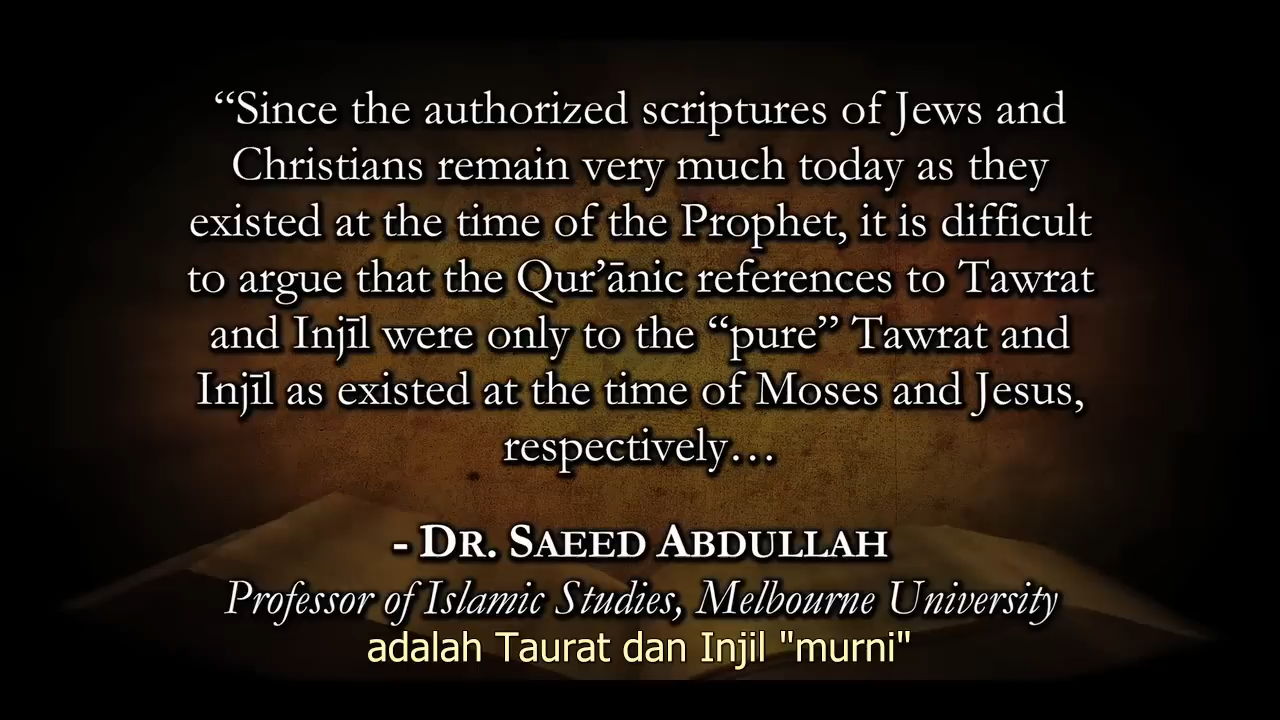 “Since the authorized scriptures of Jews and
Christians remain very much today as they
existed at the time of the Prophet, it is difficult
to argue that the Qur’ānic references to Tawrat
and Injīl were only to the “pure” Tawrat and
Injīl as existed at the time of Moses and Jesus,
respectively…
- DR. SAEED ABDULLAH
Professor of Islamic Studies, Melbourne University
adalah Taurat dan Injil "murni"